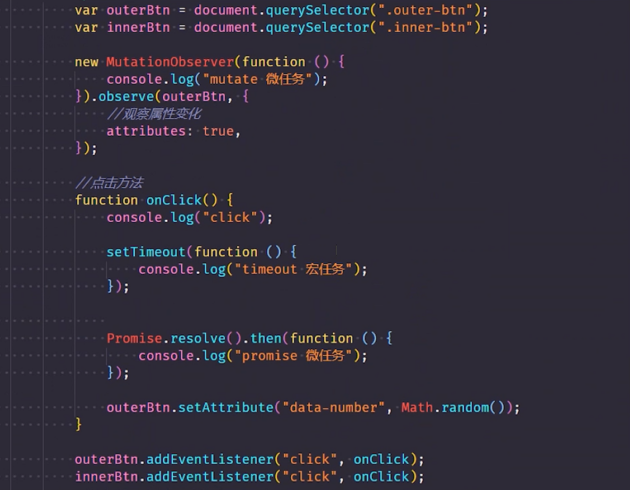 var outerBtn = document.querySelector(".outer-btn");
var innerBtn = document.querySelector(".inner-btn");
new MutationObserver(function () {
console.log("mutate 微任务");
}).observe(outerBtn, {
//观察属性变化
attributes: true,
});
//点击方法
function onClick() {
console.log("click");
setTimeout(function () {
console.log("timeout 宏任务");
});
Promise.resolve().then(function () {
console.log("promise 微任务");
});
outerBtn.setAttribute("data-number", Math.random());
}
outerBtn.addEventListener("click", onClick);
innerBtn.addEventListener("click", onClick);